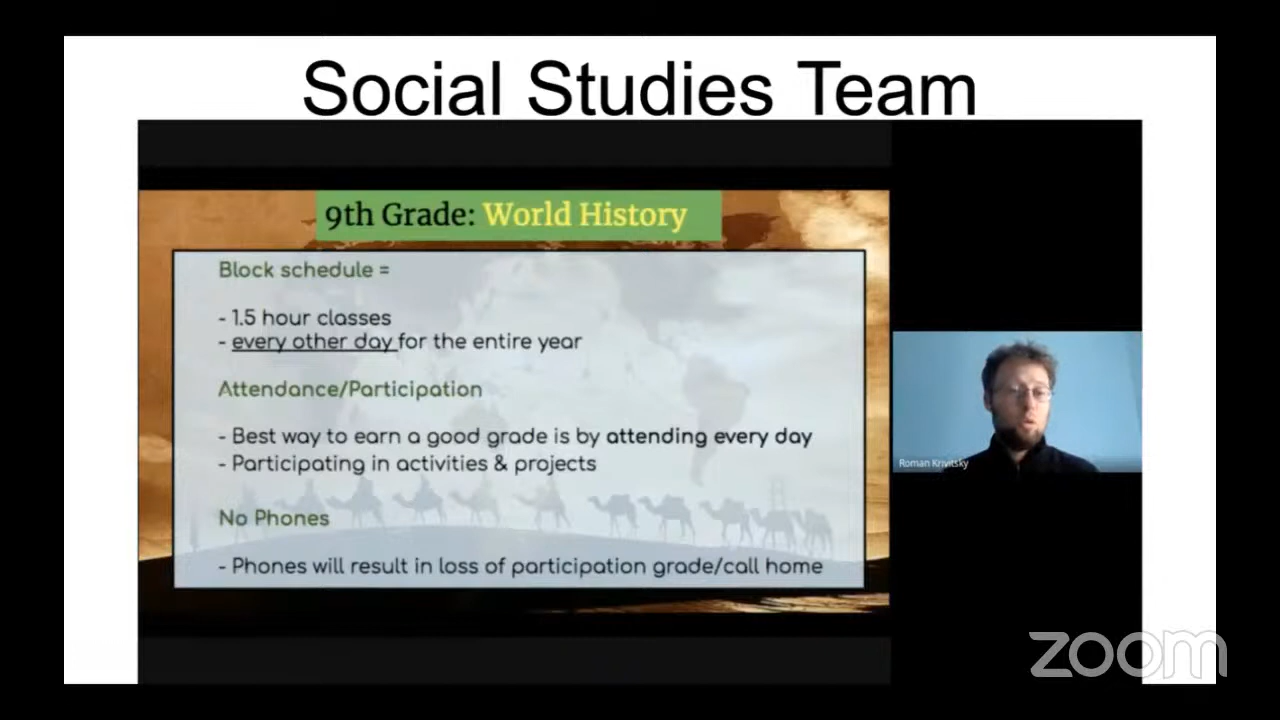 Social Studies Team
9th Grade: World History
Block schedule =
- 1.5 hour classes
- every other day for the entire year
Attendance/Participation
- Best way to earn a good grade is by attending every day
- Participating in activities & projects
No Phones
- Phones will result in loss of participation grade/call home
Roman Krivitsky
zoom